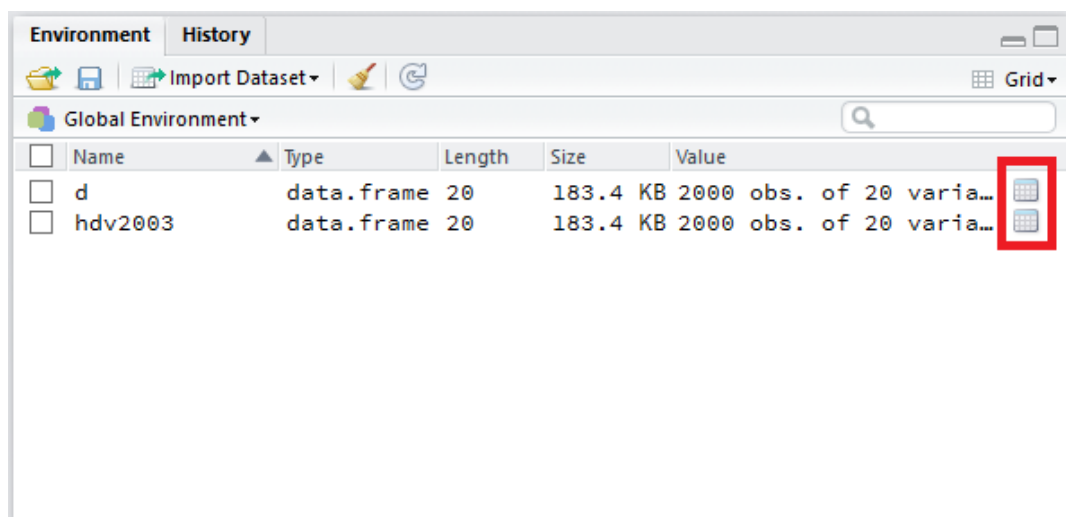 Environment History
Import Dataset Grid
Global Environment
Name Type Length Size Value
d data.frame 20 183.4 KB 2000 obs. of 20 varia…
hdv2003 data.frame 20 183.4 KB 2000 obs. of 20 varia…